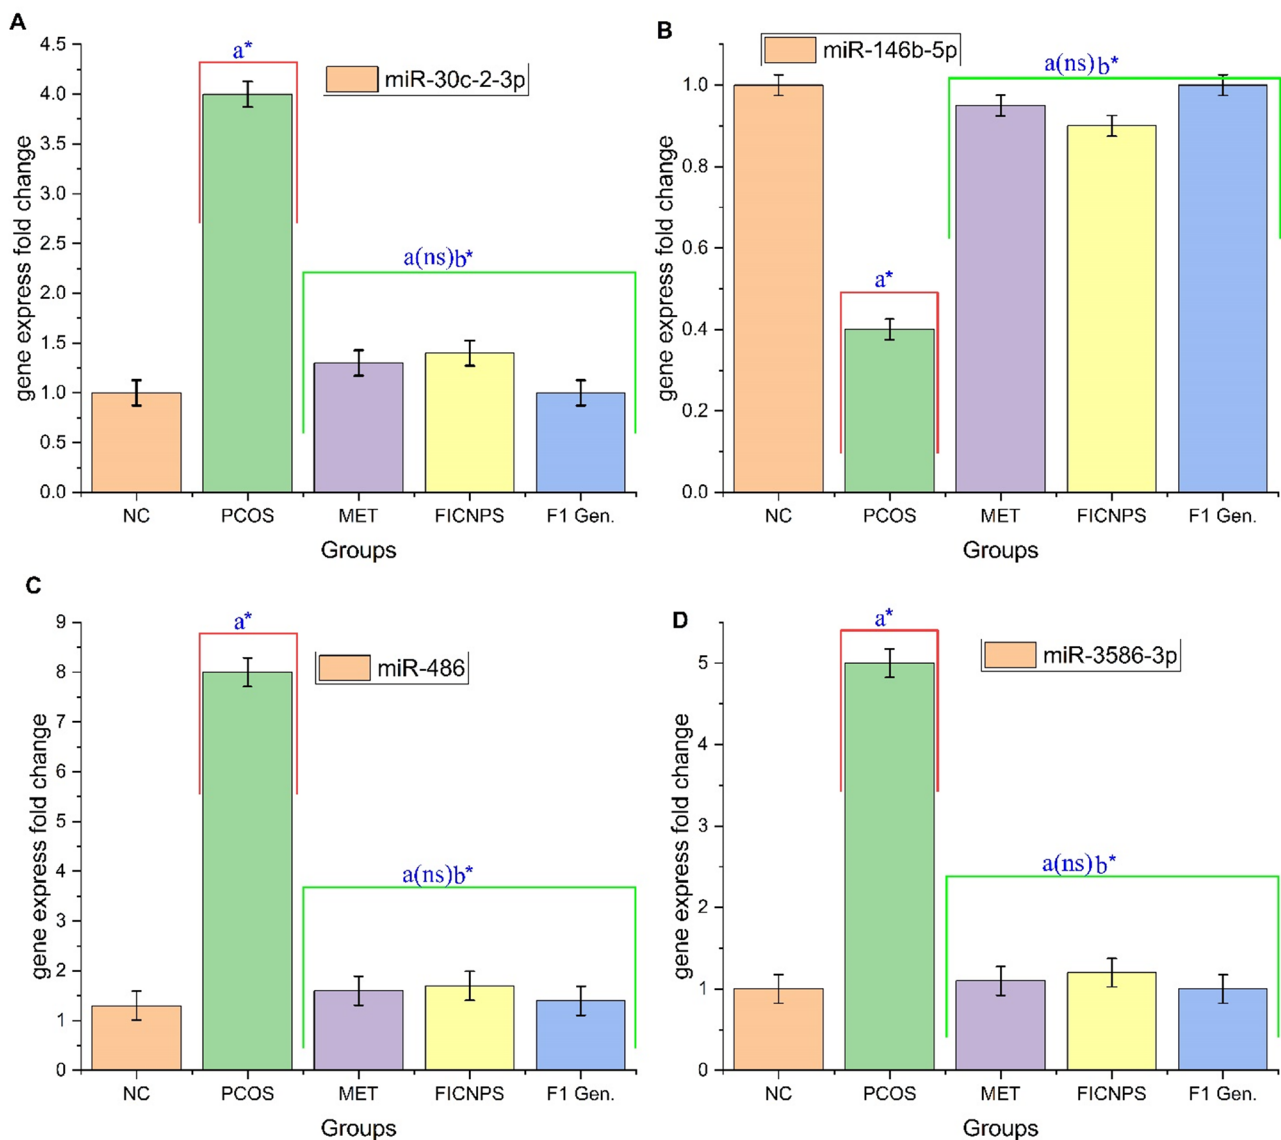 A
a*
miR-30c-2-3p
a(ns)b*
gene express fold change
4.5
4.0
3.5
3.0
2.5
2.0
1.5
1.0
0.5
0.0
NC PCOS MET FICNPS F1 Gen.
Groups
B
miR-146b-5p
a(ns)b*
a*
gene express fold change
1.0
0.8
0.6
0.4
0.2
0.0
NC PCOS MET FICNPS F1 Gen.
Groups
C
a*
miR-486
a(ns)b*
gene express fold change
9
8
7
6
5
4
3
2
1
0
NC PCOS MET FICNPS F1 Gen.
Groups
D
a*
miR-3586-3p
a(ns)b*
gene express fold change
5
4
3
2
1
0
NC PCOS MET FICNPS F1 Gen.
Groups